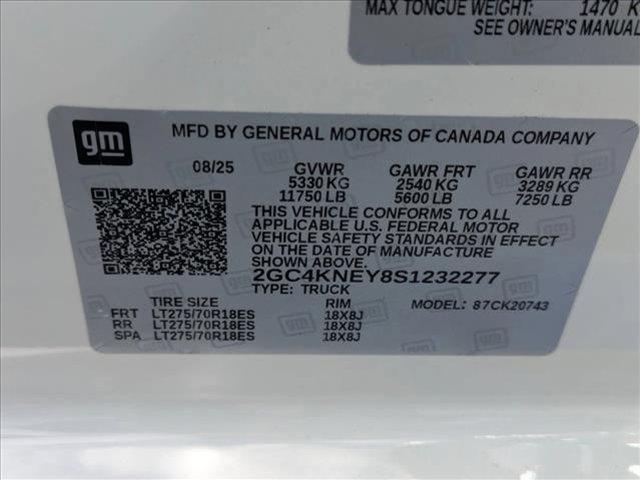 MAX TONGUE WEIGHT: 1470 K
SEE OWNER'S MANUAL
gm
MFD BY GENERAL MOTORS OF CANADA COMPANY
08/25 GVWR GAWR FRT GAWR RR
5330 KG 2540 KG 3289 KG
11750 LB 5600 LB 7250 LB
THIS VEHICLE CONFORMS TO ALL
APPLICABLE U.S. FEDERAL MOTOR
VEHICLE SAFETY STANDARDS IN EFFECT
ON THE DATE OF MANUFACTURE
SHOWN ABOVE.
2GC4KNEY8S1232277
TYPE: TRUCK MODEL: 87CK20743
TIRE SIZE RIM
FRT LT275/70R18ES 18X8J
RR LT275/70R18ES 18X8J
SPA LT275/70R18ES 18X8J